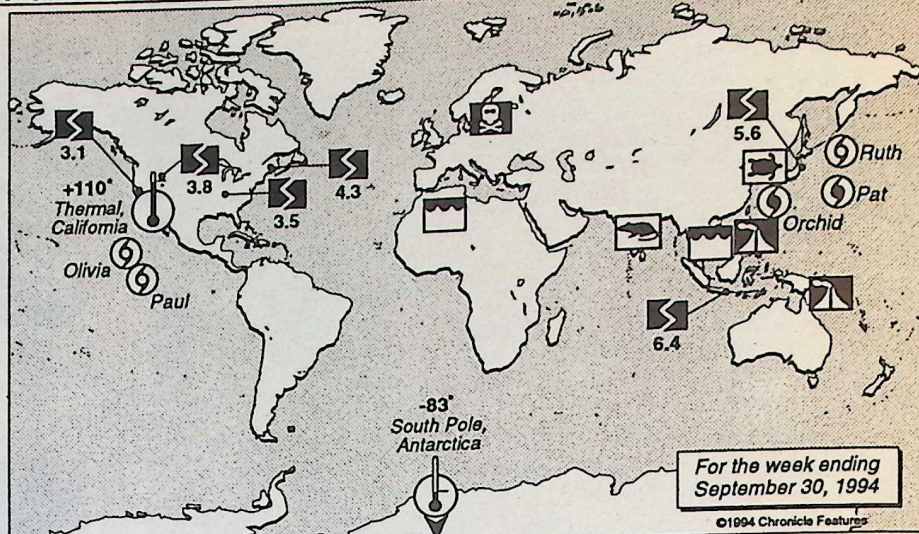 3.1
+110°
Thermal,
California
Olivia
Paul
3.8
3.5
4.3
5.6
Ruth
Pat
Orchid
6.4
-83°
South Pole,
Antarctica
For the week ending
September 30, 1994
©1994 Chronicle Features